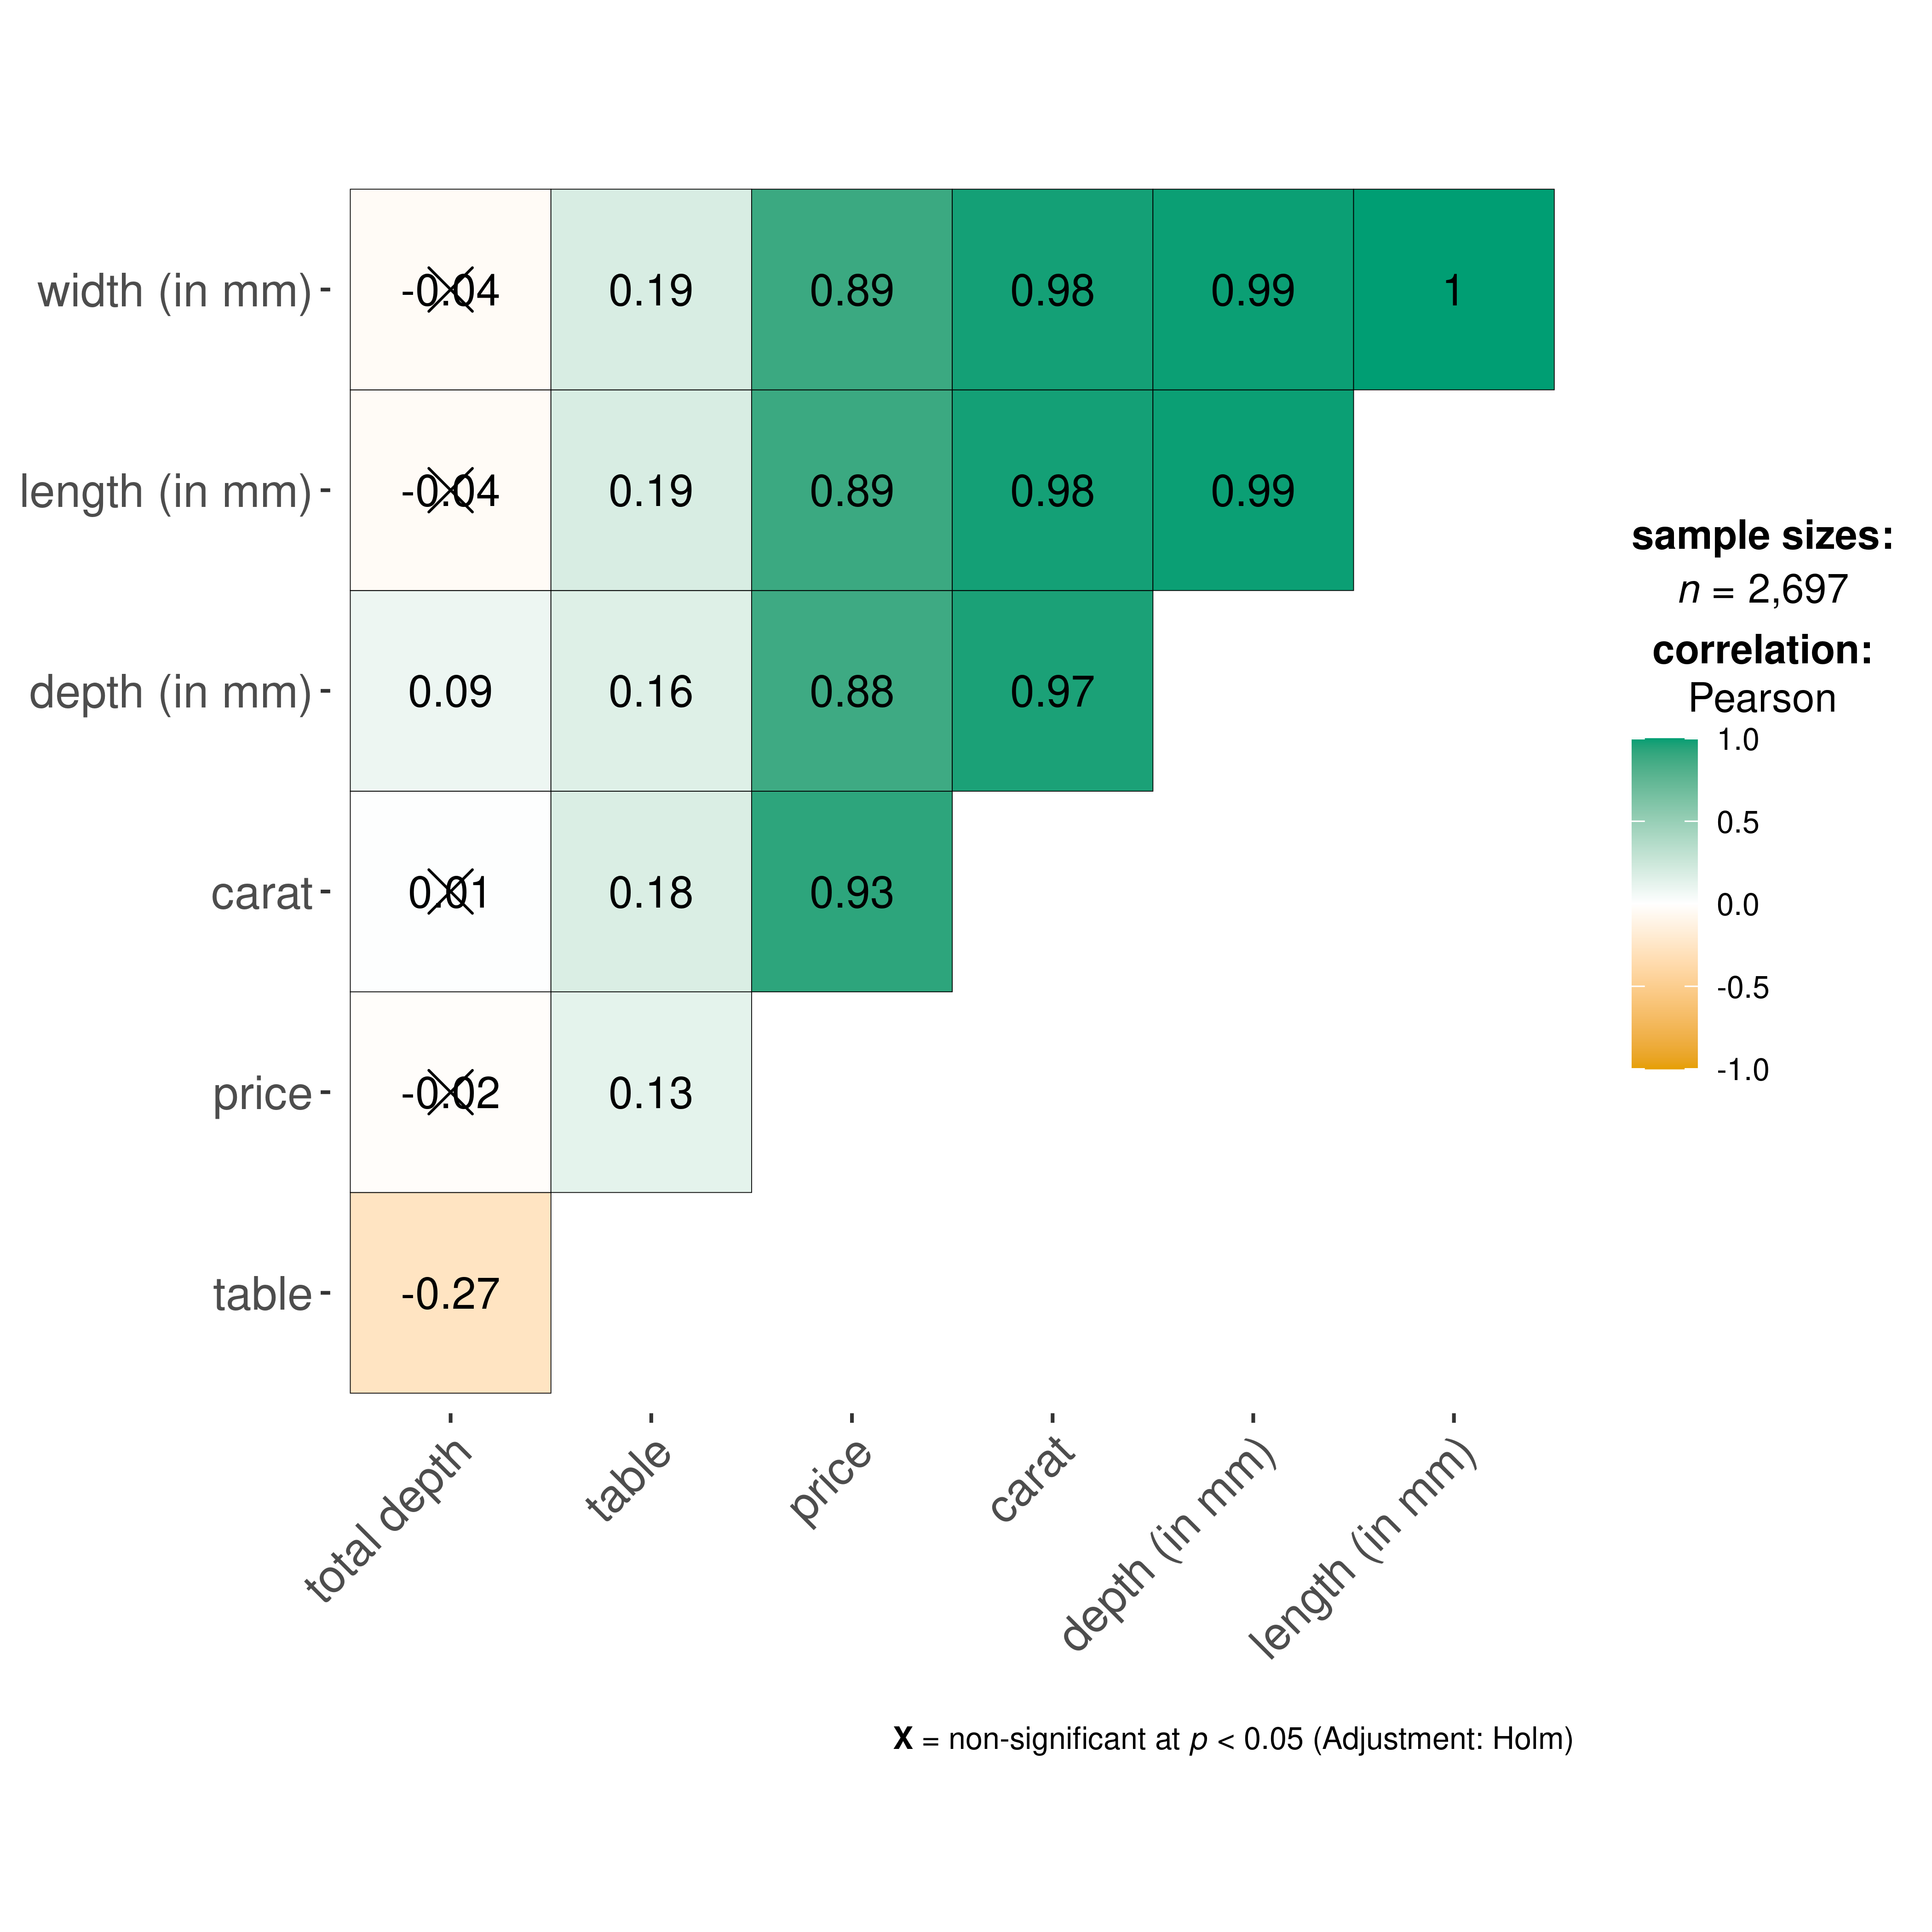 width (in mm) -0.04 0.19 0.89 0.98 0.99 1
length (in mm) -0.04 0.19 0.89 0.98 0.99
depth (in mm) 0.09 0.16 0.88 0.97
carat 0.01 0.18 0.93
price -0.02 0.13
table -0.27
total depth
table
price
carat
depth (in mm)
length (in mm)
sample sizes:
n = 2,697
correlation:
Pearson
1.0
0.5
0.0
-0.5
-1.0
X = non-significant at p < 0.05 (Adjustment: Holm)